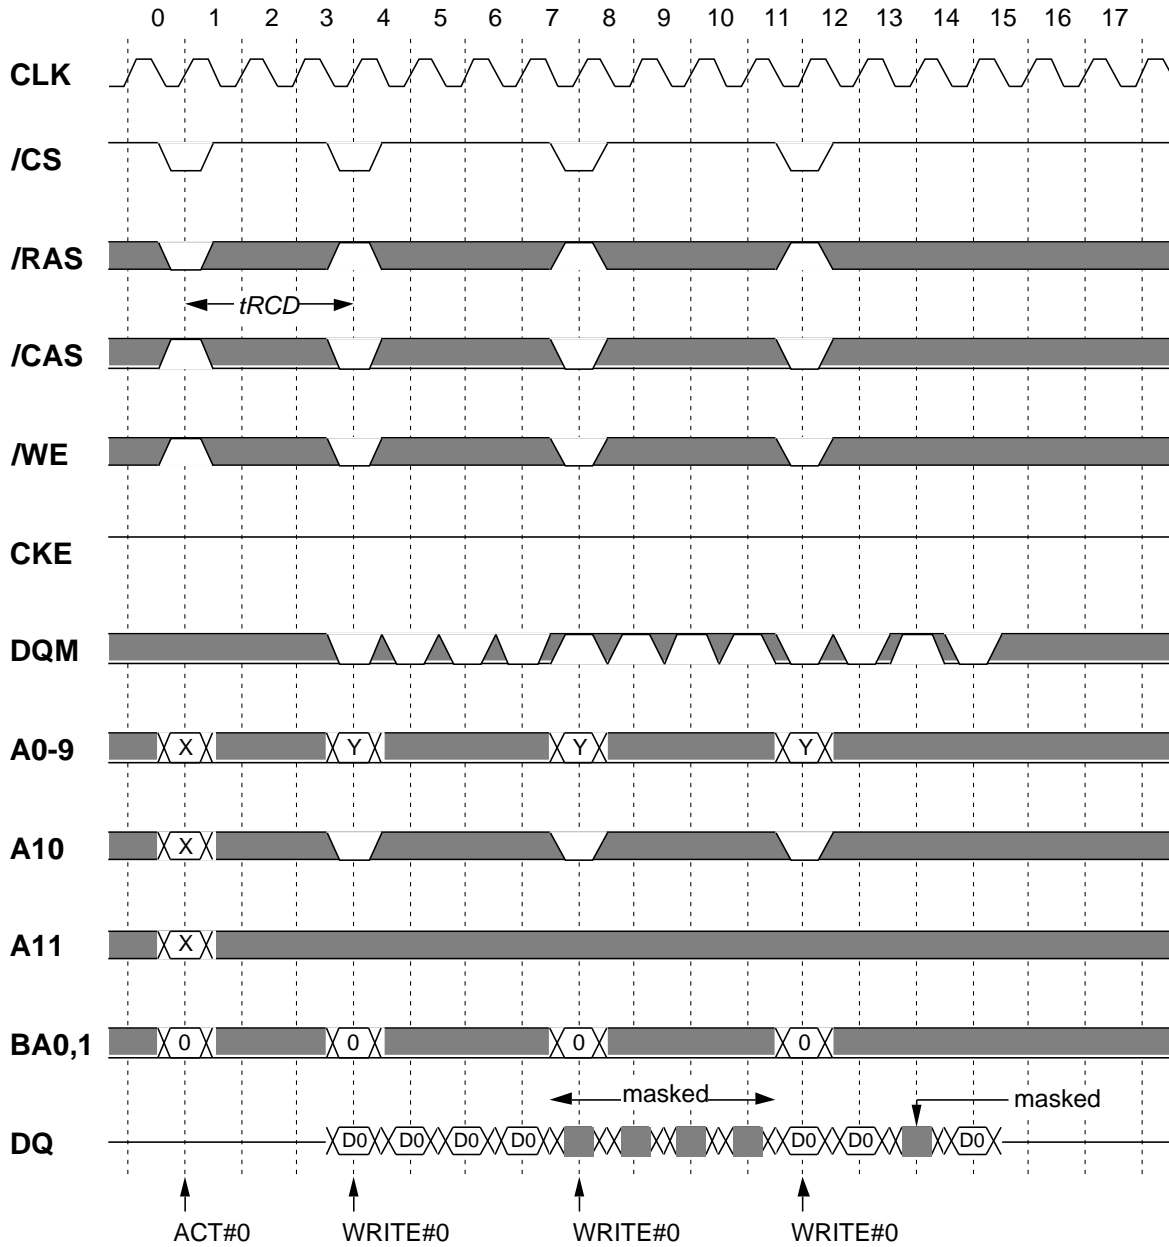 0 1 2 3 4 5 6 7 8 9 10 11 12 13 14 15 16 17
CLK
/CS
/RAS
tRCD
/CAS
/WE
CKE
DQM
A0-9 X Y Y Y
A10 X
A11 X
BA0,1 0 0 0 0
masked masked
DQ D0 D0 D0 D0 D0 D0 D0
ACT#0 WRITE#0 WRITE#0 WRITE#0